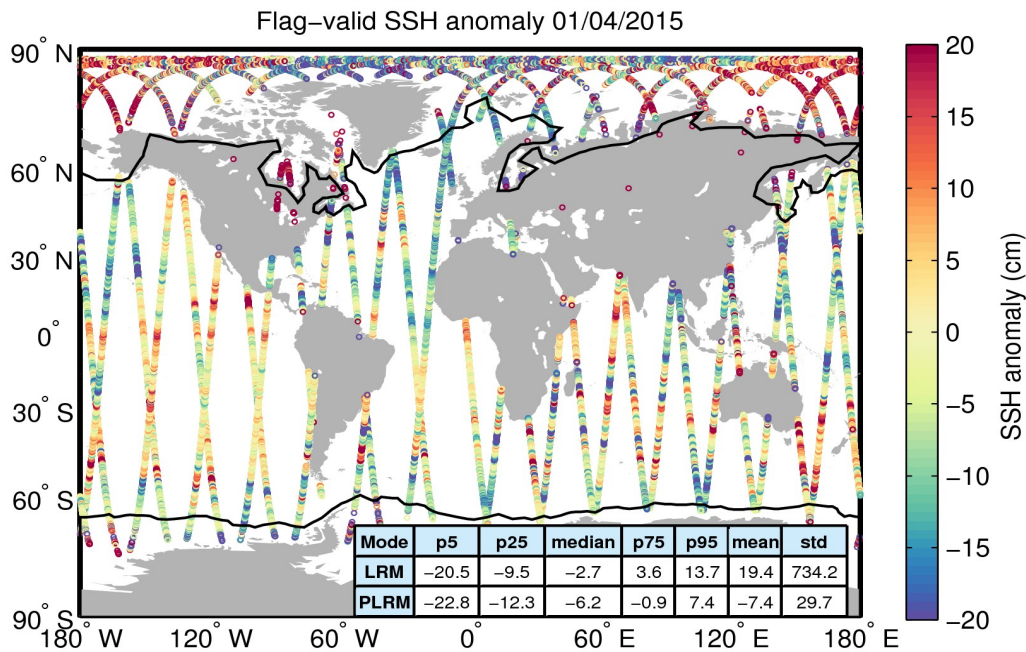 Flag−valid SSH anomaly 01/04/2015
90° N
60° N
30° N
0°
30° S
60° S
90° S
180° W 120° W 60° W 0° 60° E 120° E 180° E
Mode p5 p25 median p75 p95 mean std
LRM −20.5 −9.5 −2.7 3.6 13.7 19.4 734.2
PLRM −22.8 −12.3 −6.2 −0.9 7.4 −7.4 29.7
20
15
10
5
0
−5
−10
−15
−20
SSH anomaly (cm)